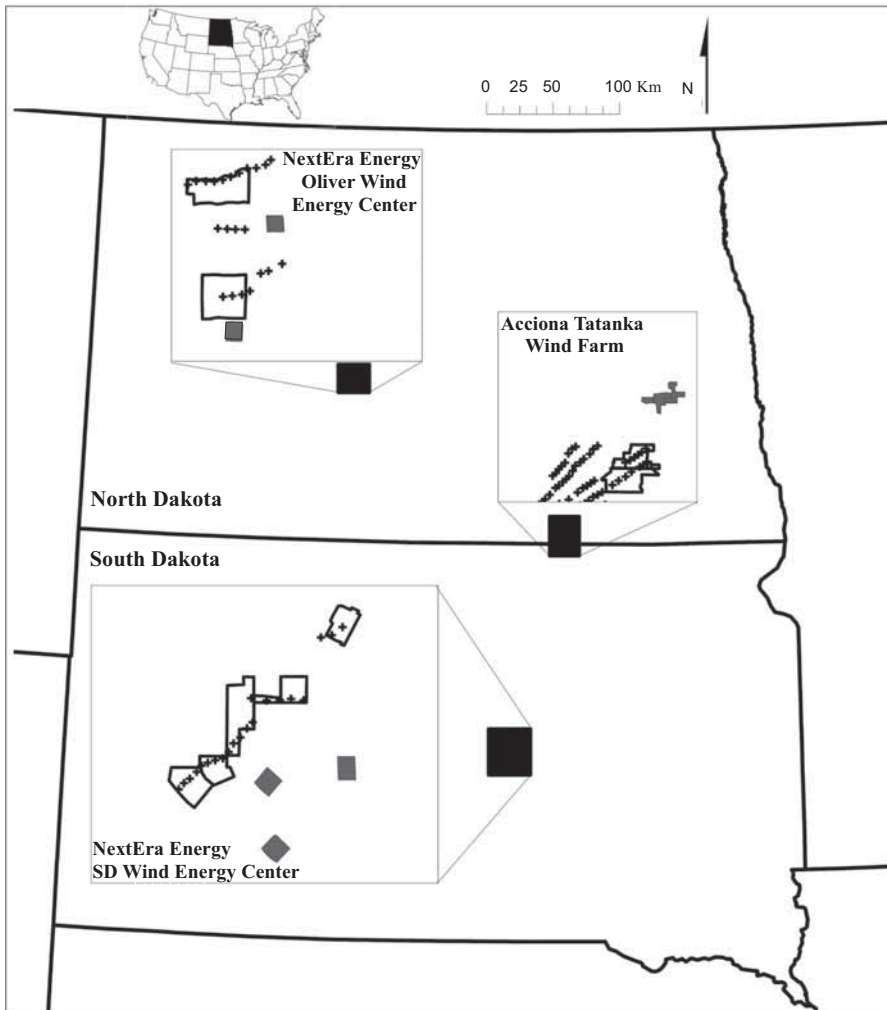 0 25 50 100 Km N
NextEra Energy
Oliver Wind
Energy Center
Acciona Tatanka
Wind Farm
North Dakota
South Dakota
NextEra Energy
SD Wind Energy Center